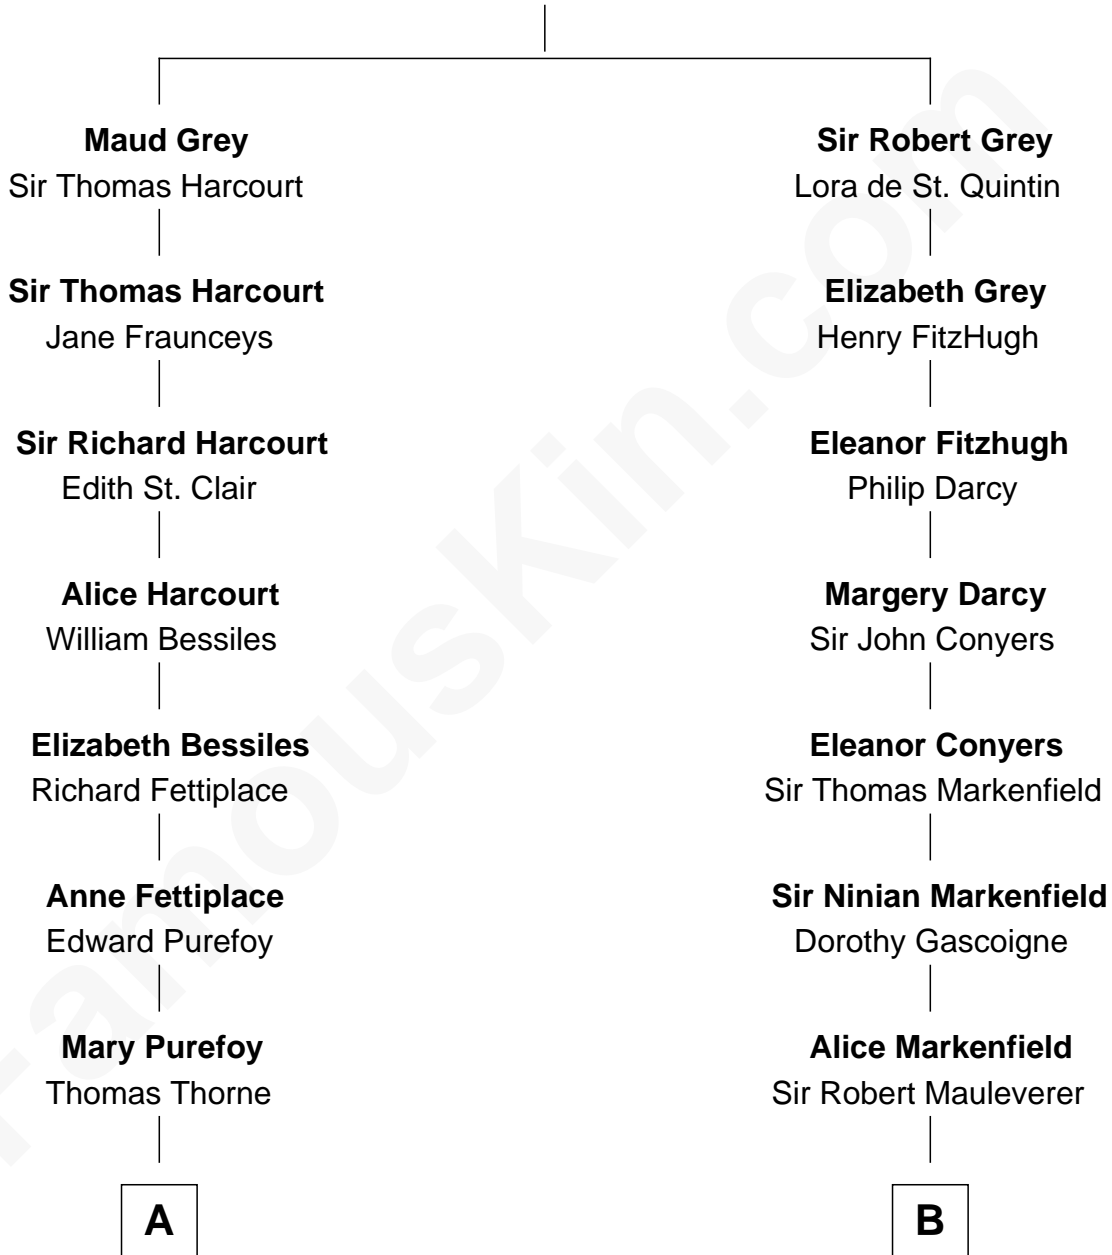 Maud Grey
Sir Thomas Harcourt
Sir Thomas Harcourt
Jane Fraunceys
Sir Richard Harcourt
Edith St. Clair
Alice Harcourt
William Bessiles
Elizabeth Bessiles
Richard Fettiplace
Anne Fettiplace
Edward Purefoy
Mary Purefoy
Thomas Thorne
A
Sir Robert Grey
Lora de St. Quintin
Elizabeth Grey
Henry FitzHugh
Eleanor Fitzhugh
Philip Darcy
Margery Darcy
Sir John Conyers
Eleanor Conyers
Sir Thomas Markenfield
Sir Ninian Markenfield
Dorothy Gascoigne
Alice Markenfield
Sir Robert Mauleverer
B
FamousKin.com